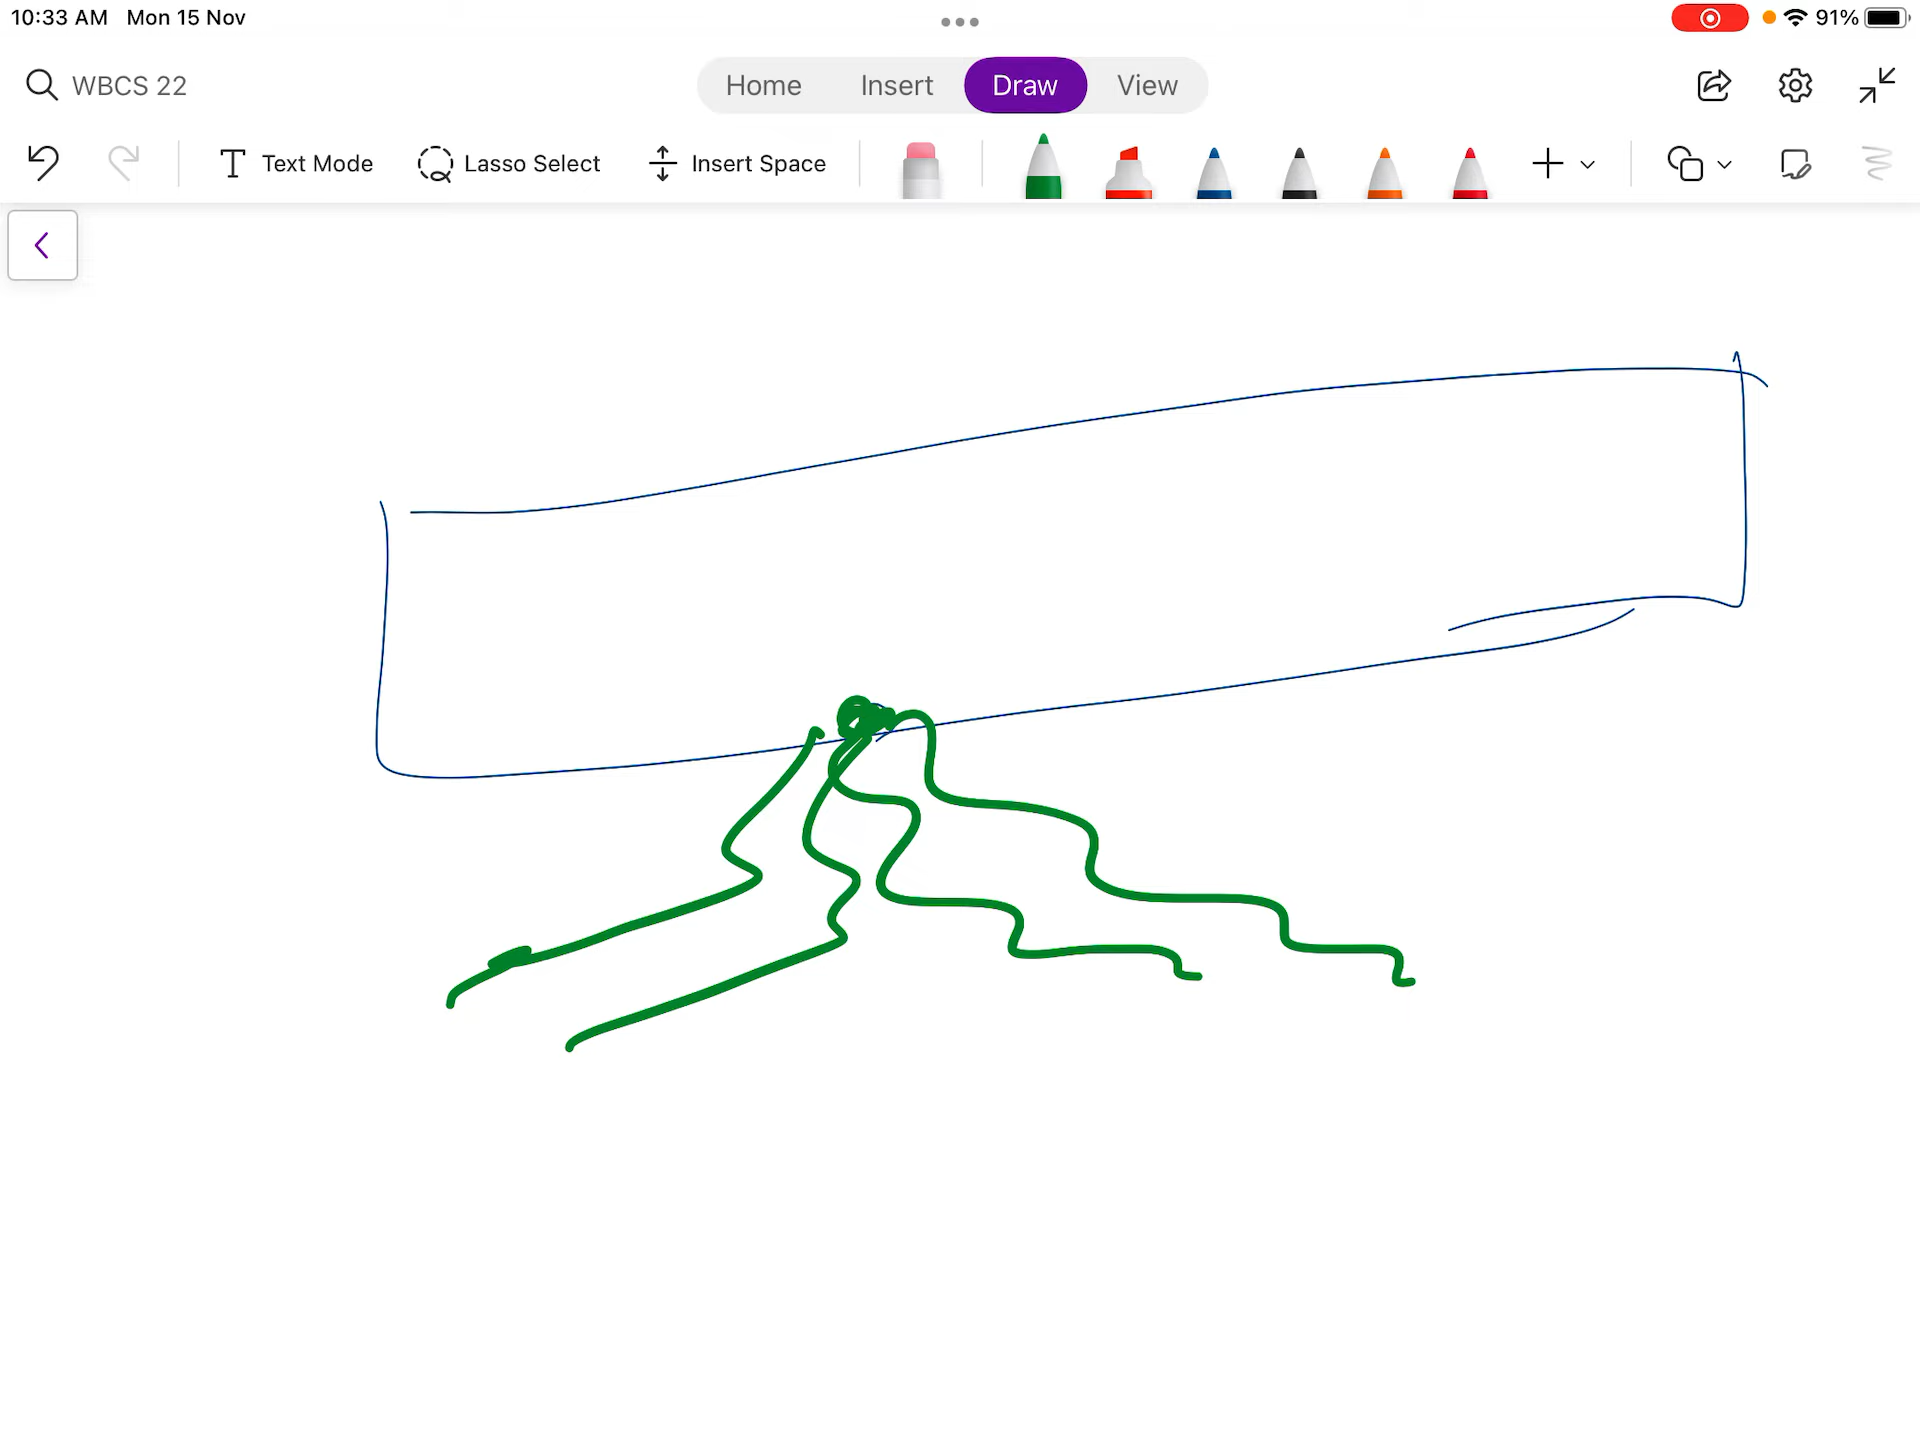 10:33 AM Mon 15 Nov
91%
WBCS 22
Home Insert Draw View
Text Mode Lasso Select Insert Space